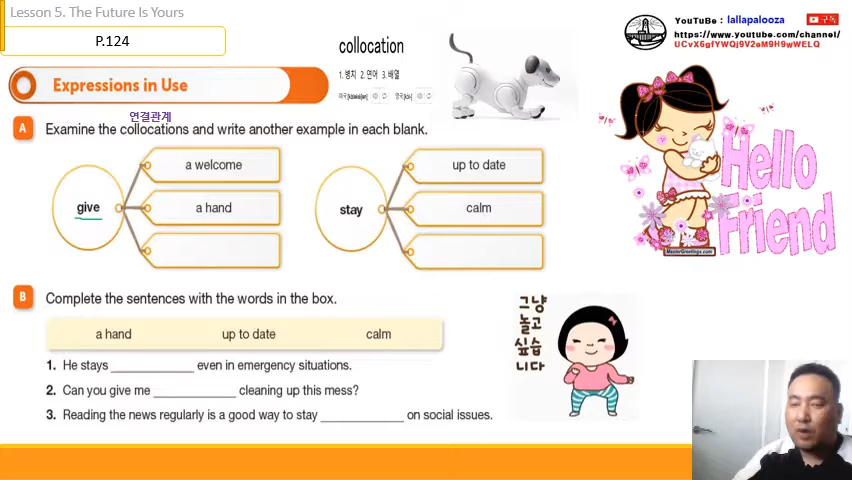 Lesson 5. The Future Is Yours
P.124
collocation
1. 병치 2. 연어 3. 배열
YouTuBe : lallapalooza 구독
https://www.youtube.com/channel/
UCvX6gfYWQj9V2eM9H9wWELQ
Expressions in Use
연결관계
A Examine the collocations and write another example in each blank.
give
a welcome
a hand
stay
up to date
calm
Hello
Friend
B Complete the sentences with the words in the box.
a hand up to date calm
1. He stays ____________ even in emergency situations.
2. Can you give me ____________ cleaning up this mess?
3. Reading the news regularly is a good way to stay ____________ on social issues.
그냥
놀고
싶습
니다